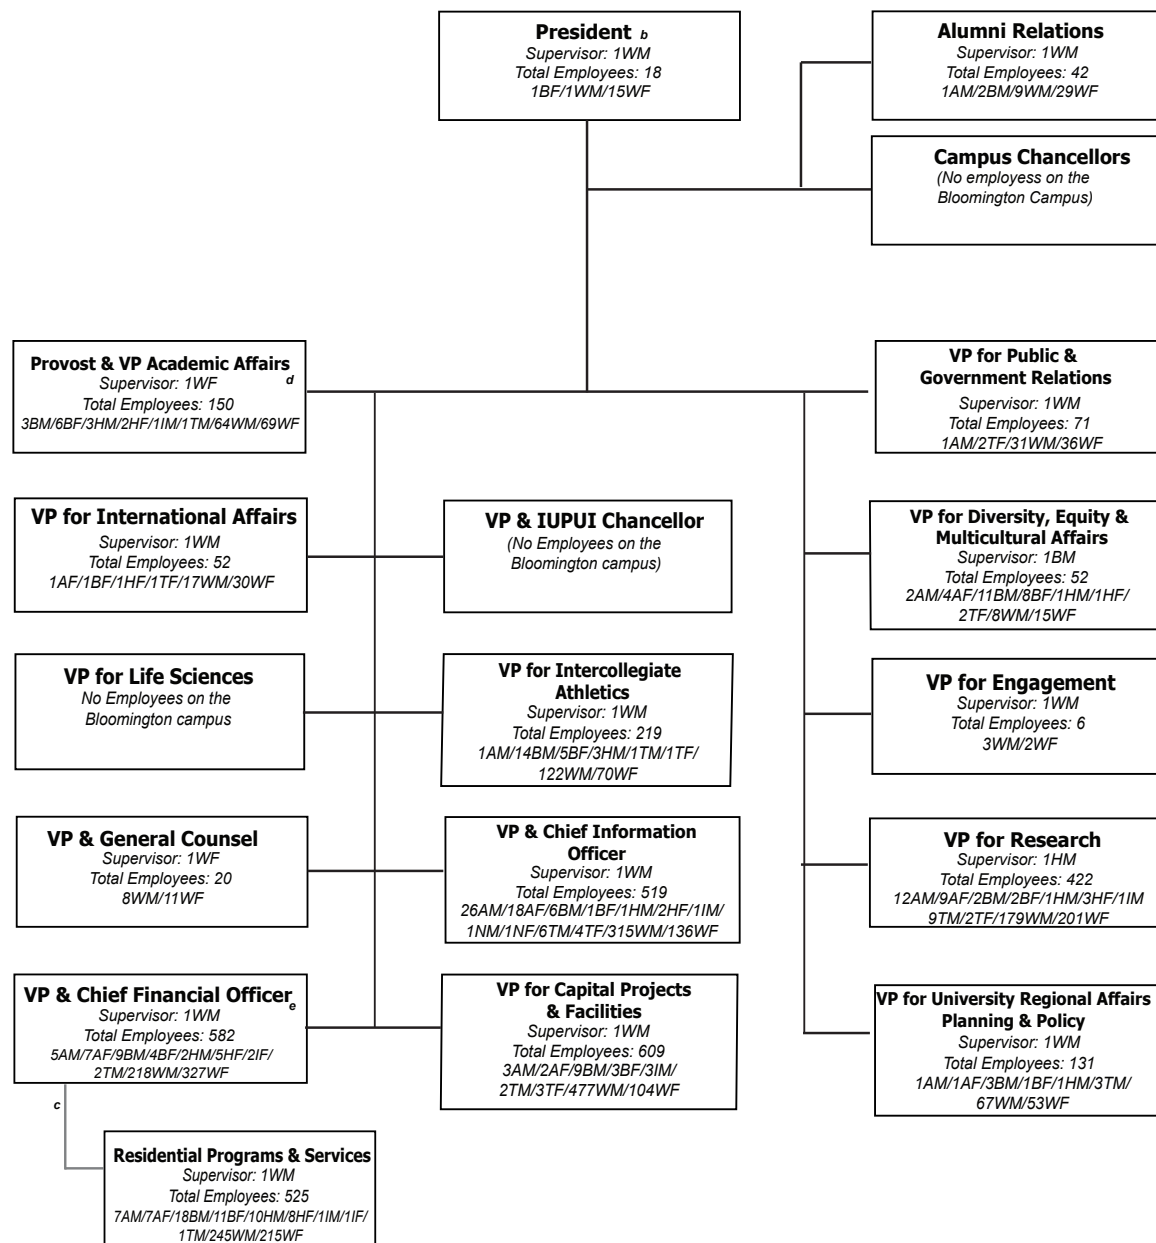 President b
Supervisor: 1WM
Total Employees: 18
1BF/1WM/15WF
Alumni Relations
Supervisor: 1WM
Total Employees: 42
1AM/2BM/9WM/29WF
Campus Chancellors
(No employess on the
Bloomington Campus)
Provost & VP Academic Affairs
Supervisor: 1WF d
Total Employees: 150
3BM/6BF/3HM/2HF/1IM/1TM/64WM/69WF
VP for Public &
Government Relations
Supervisor: 1WM
Total Employees: 71
1AM/2TF/31WM/36WF
VP for International Affairs
Supervisor: 1WM
Total Employees: 52
1AF/1BF/1HF/1TF/17WM/30WF
VP & IUPUI Chancellor
(No Employees on the
Bloomington campus)
VP for Diversity, Equity &
Multicultural Affairs
Supervisor: 1BM
Total Employees: 52
2AM/4AF/11BM/8BF/1HM/1HF/
2TF/8WM/15WF
VP for Life Sciences
No Employees on the
Bloomington campus
VP for Intercollegiate
Athletics
Supervisor: 1WM
Total Employees: 219
1AM/14BM/5BF/3HM/1TM/1TF/
122WM/70WF
VP for Engagement
Supervisor: 1WM
Total Employees: 6
3WM/2WF
VP & General Counsel
Supervisor: 1WF
Total Employees: 20
8WM/11WF
VP & Chief Information
Officer
Supervisor: 1WM
Total Employees: 519
26AM/18AF/6BM/1BF/1HM/2HF/1IM/
1NM/1NF/6TM/4TF/315WM/136WF
VP for Research
Supervisor: 1HM
Total Employees: 422
12AM/9AF/2BM/2BF/1HM/3HF/1IM
9TM/2TF/179WM/201WF
VP & Chief Financial Officer e
Supervisor: 1WM
Total Employees: 582
5AM/7AF/9BM/4BF/2HM/5HF/2IF/
2TM/218WM/327WF
VP for Capital Projects
& Facilities
Supervisor: 1WM
Total Employees: 609
3AM/2AF/9BM/3BF/3IM/
2TM/3TF/477WM/104WF
VP for University Regional Affairs
Planning & Policy
Supervisor: 1WM
Total Employees: 131
1AM/1AF/3BM/1BF/1HM/3TM/
67WM/53WF
c
Residential Programs & Services
Supervisor: 1WM
Total Employees: 525
7AM/7AF/18BM/11BF/10HM/8HF/1IM/1IF/
1TM/245WM/215WF